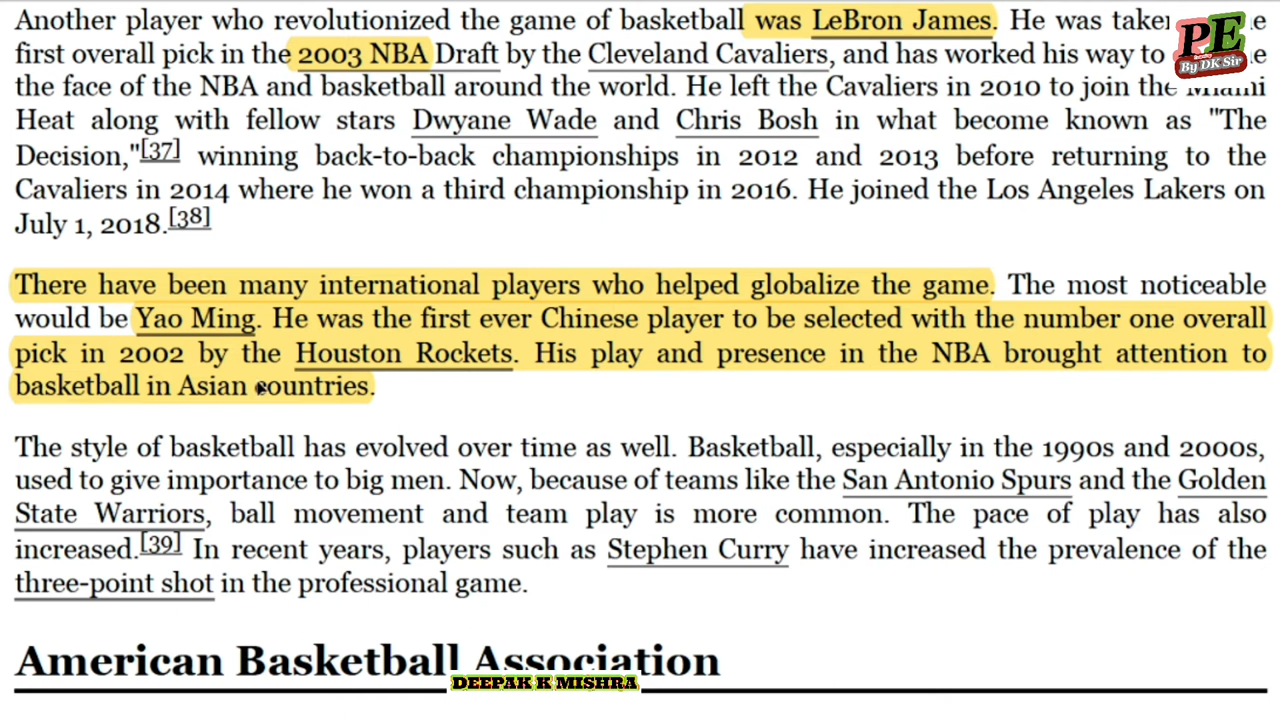 Another player who revolutionized the game of basketball was LeBron James. He was taken
first overall pick in the 2003 NBA Draft by the Cleveland Cavaliers, and has worked his way to
the face of the NBA and basketball around the world. He left the Cavaliers in 2010 to join the Miami
Heat along with fellow stars Dwyane Wade and Chris Bosh in what become known as "The
Decision,"[37] winning back-to-back championships in 2012 and 2013 before returning to the
Cavaliers in 2014 where he won a third championship in 2016. He joined the Los Angeles Lakers on
July 1, 2018.[38]
There have been many international players who helped globalize the game. The most noticeable
would be Yao Ming. He was the first ever Chinese player to be selected with the number one overall
pick in 2002 by the Houston Rockets. His play and presence in the NBA brought attention to
basketball in Asian countries.
The style of basketball has evolved over time as well. Basketball, especially in the 1990s and 2000s,
used to give importance to big men. Now, because of teams like the San Antonio Spurs and the Golden
State Warriors, ball movement and team play is more common. The pace of play has also
increased.[39] In recent years, players such as Stephen Curry have increased the prevalence of the
three-point shot in the professional game.
American Basketball Association
PE
By DK Sir
DEEPAK K MISHRA